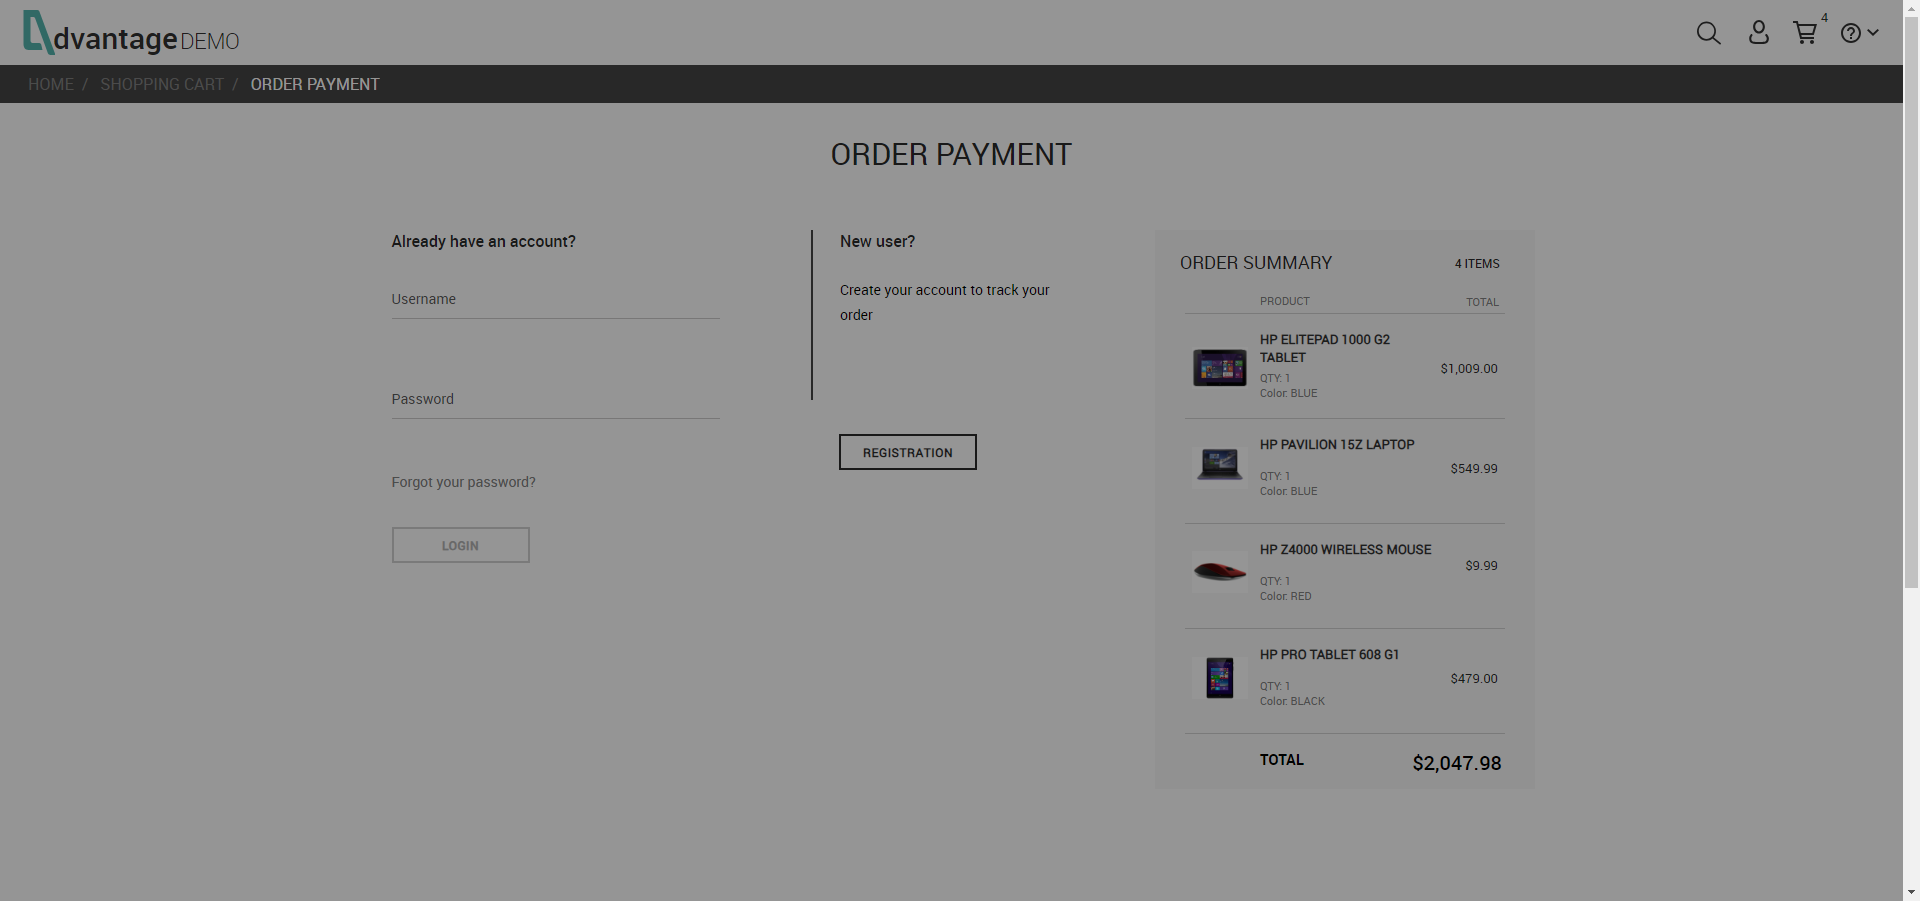 dvantage DEMO
4
HOME / SHOPPING CART / ORDER PAYMENT
ORDER PAYMENT
Already have an account?
Username
Password
Forgot your password?
LOGIN
New user?
Create your account to track your
order
REGISTRATION
ORDER SUMMARY 4 ITEMS
PRODUCT TOTAL
HP ELITEPAD 1000 G2
TABLET
QTY: 1
Color: BLUE
$1,009.00
HP PAVILION 15Z LAPTOP
QTY: 1
Color: BLUE
$549.99
HP Z4000 WIRELESS MOUSE
QTY: 1
Color: RED
$9.99
HP PRO TABLET 608 G1
QTY: 1
Color: BLACK
$479.00
TOTAL $2,047.98